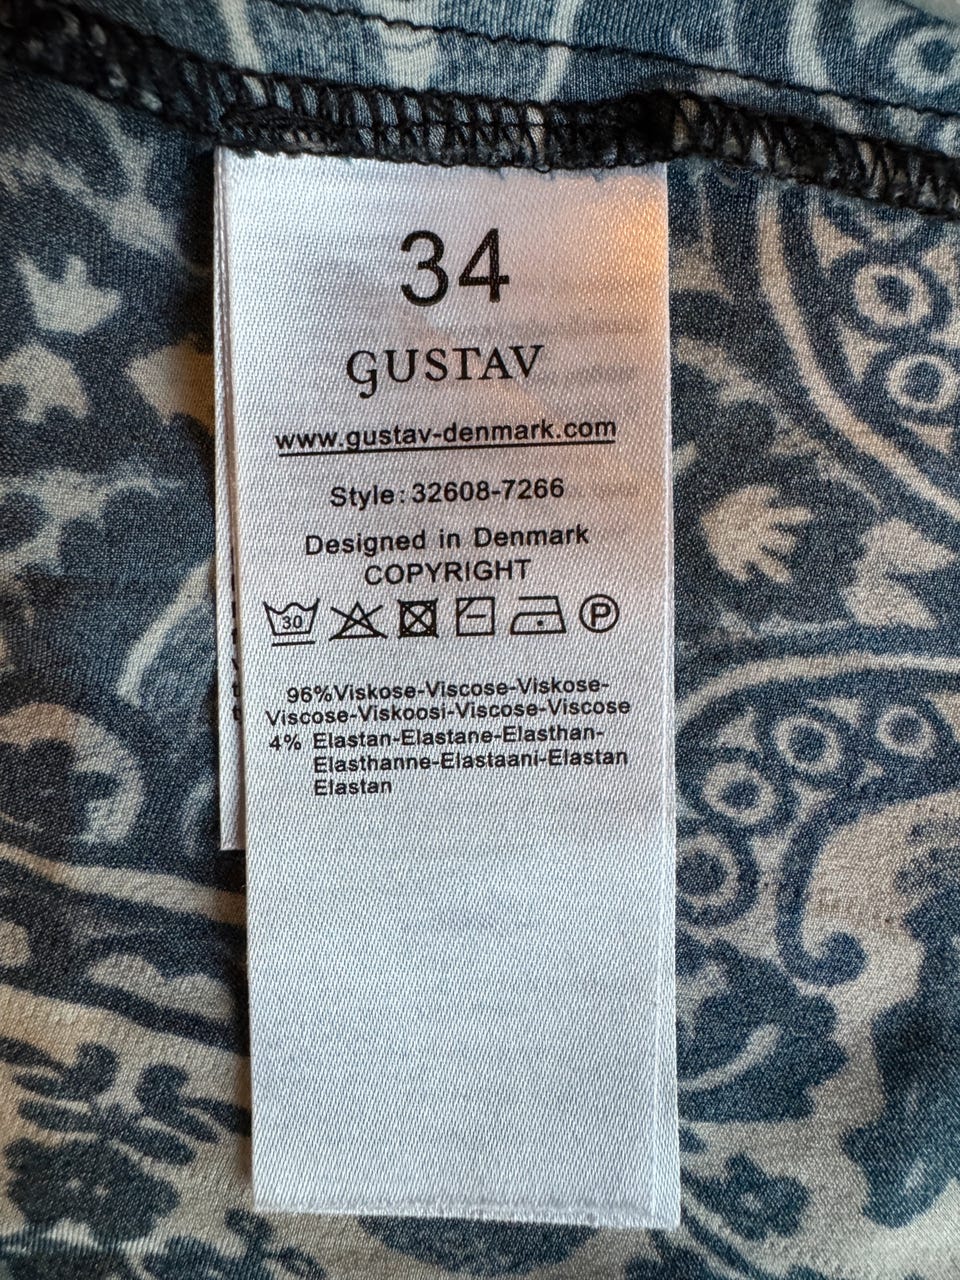 34
GUSTAV
www.gustav-denmark.com
Style:32608-7266
Designed in Denmark
COPYRIGHT
30 P
96%Viskose-Viscose-Viskose-
Viscose-Viskoosi-Viscose-Viscose
4% Elastan-Elastane-Elasthan-
Elasthanne-Elastaani-Elastan
Elastan